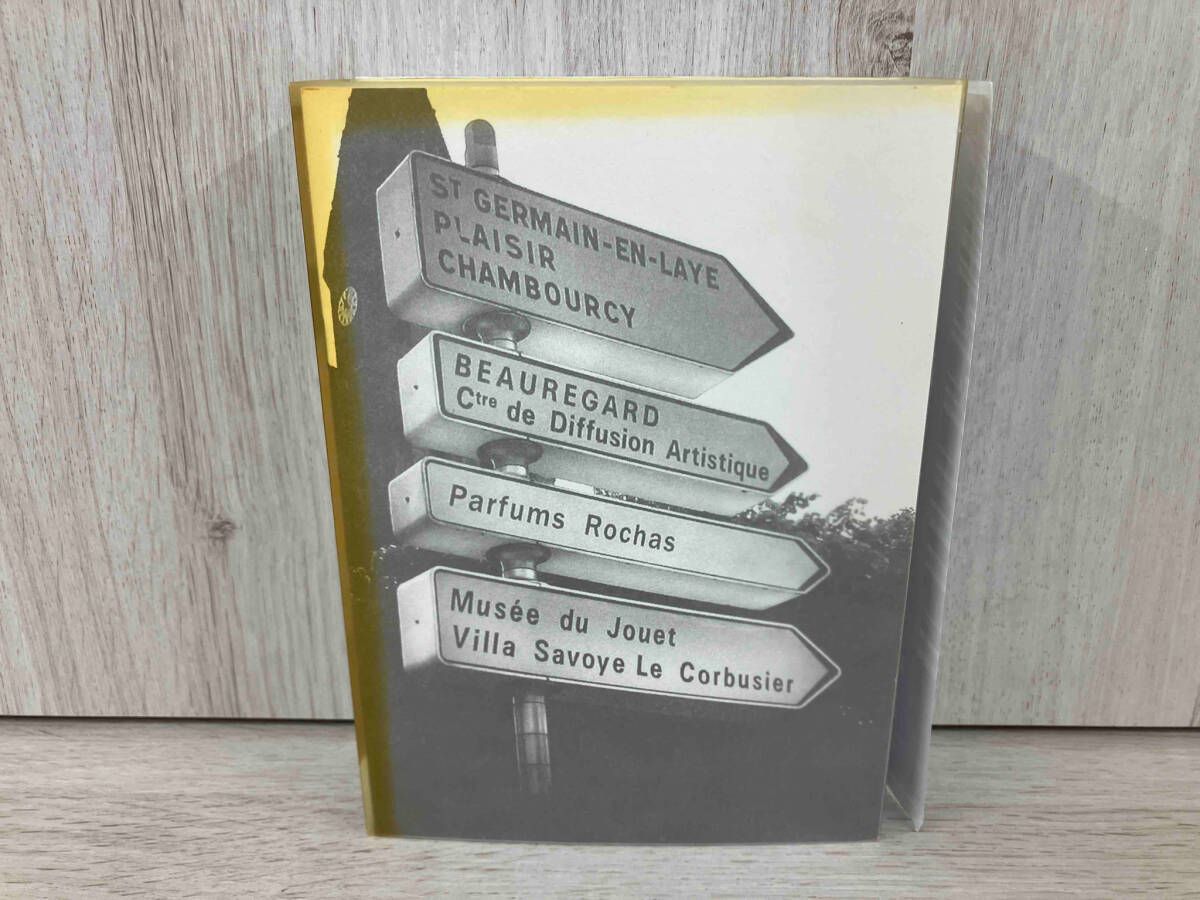 ST GERMAIN-EN-LAYE
PLAISIR
CHAMBOURCY
BEAUREGARD
Ctre de Diffusion Artistique
Parfums Rochas
Musée du Jouet
Villa Savoye Le Corbusier